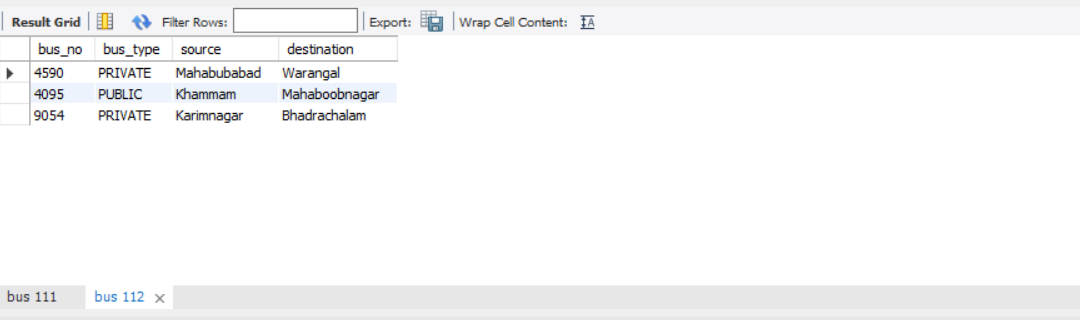 Result Grid Filter Rows: Export: Wrap Cell Content: IA
bus_no bus_type source destination
4590 PRIVATE Mahabubabad Warangal
4095 PUBLIC Khammam Mahaboobnagar
9054 PRIVATE Karimnagar Bhadrachalam
bus 111 bus 112 ×